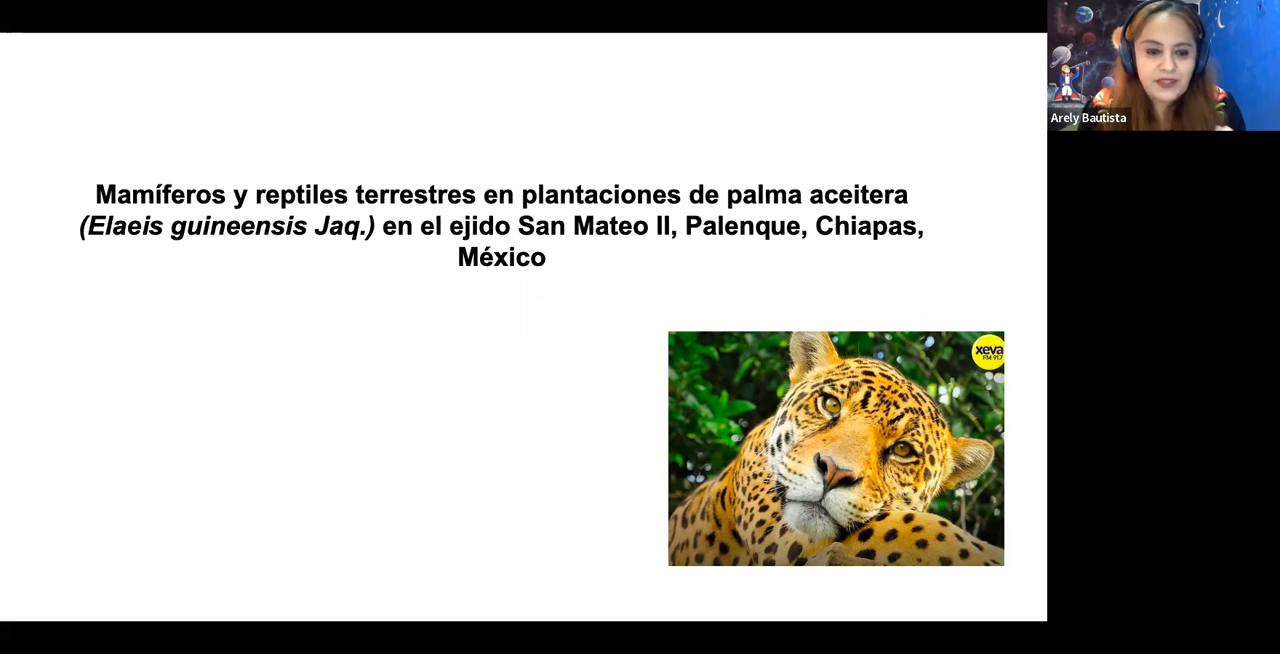 Mamíferos y reptiles terrestres en plantaciones de palma aceitera
(Elaeis guineensis Jaq.) en el ejido San Mateo II, Palenque, Chiapas,
México
xeva
FM 91.7
Arely Bautista